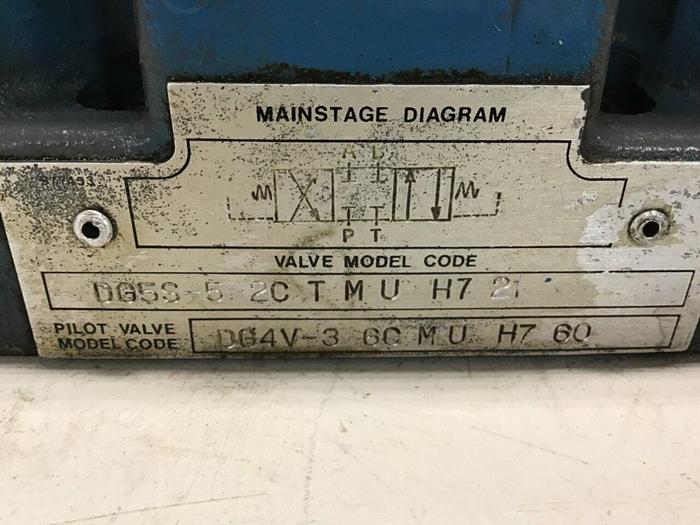 MAINSTAGE DIAGRAM
A B
P T
VALVE MODEL CODE
DG5S-5 2C T M U H7 21
PILOT VALVE
MODEL CODE
DG4V-3 6C M U H7 60